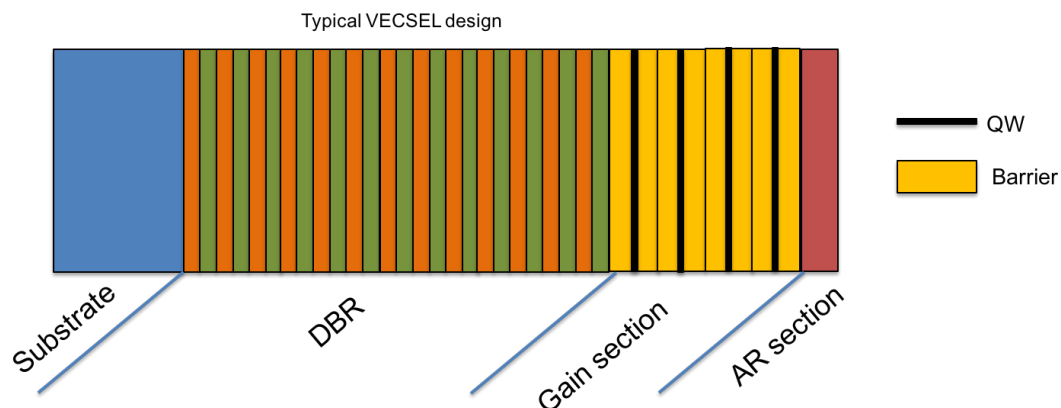 Typical VECSEL design
QW
Barrier
Substrate
DBR
Gain section
AR section